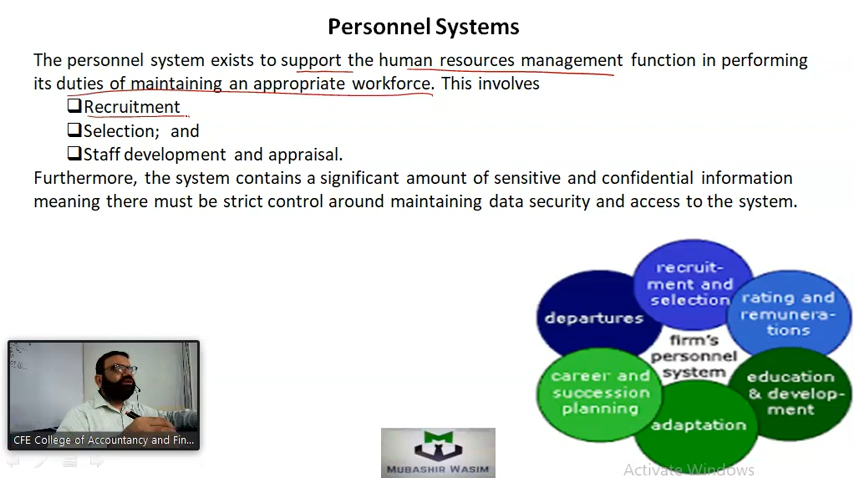 Personnel Systems
The personnel system exists to support the human resources management function in performing
its duties of maintaining an appropriate workforce. This involves
Recruitment
Selection; and
Staff development and appraisal.
Furthermore, the system contains a significant amount of sensitive and confidential information
meaning there must be strict control around maintaining data security and access to the system.
recruit-
ment and
selection
rating and
remunera-
tions
education
& develop-
ment
adaptation
career and
succession
planning
departures
firm's
personnel
system
CFE College of Accountancy and Fin...
MUBASHIR WASIM
Activate Windows